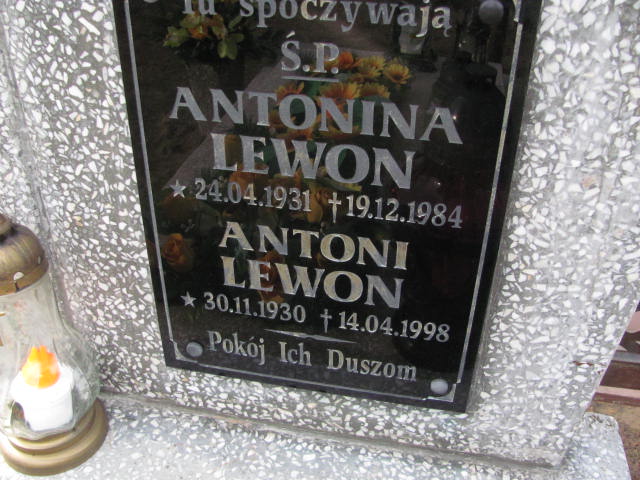 Tu spoczywają
Ś.P.
ANTONINA
LEWON
★ 24.04.1931 † 19.12.1984
ANTONI
LEWON
★ 30.11.1930 † 14.04.1998
Pokój Ich Duszom